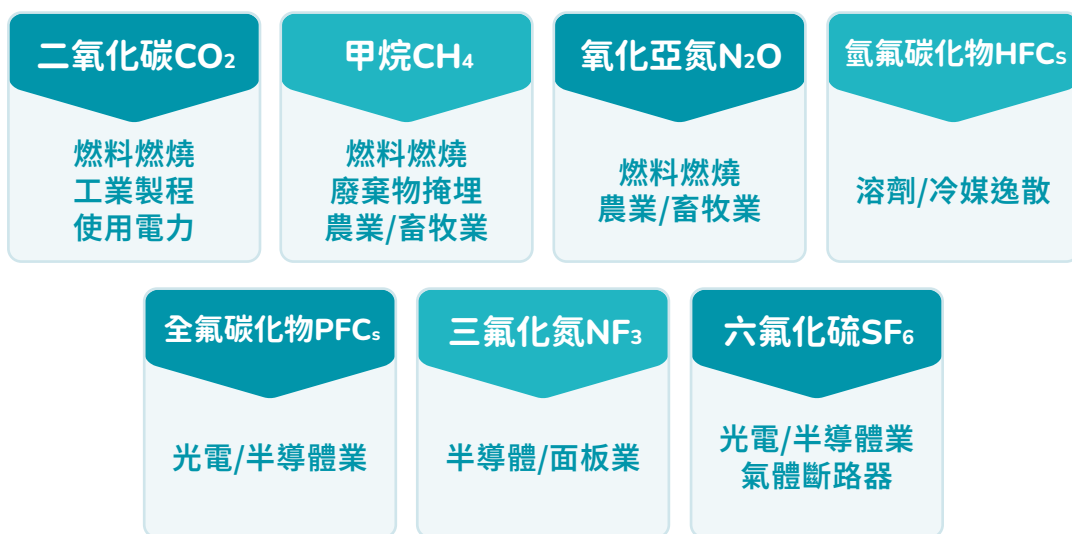 二氧化碳CO₂
燃料燃燒
工業製程
使用電力
甲烷CH₄
燃料燃燒
廢棄物掩埋
農業/畜牧業
氧化亞氮N₂O
燃料燃燒
農業/畜牧業
氫氟碳化物HFCs
溶劑/冷媒逸散
全氟碳化物PFCs
光電/半導體業
三氟化氮NF₃
半導體/面板業
六氟化硫SF₆
光電/半導體業
氣體斷路器